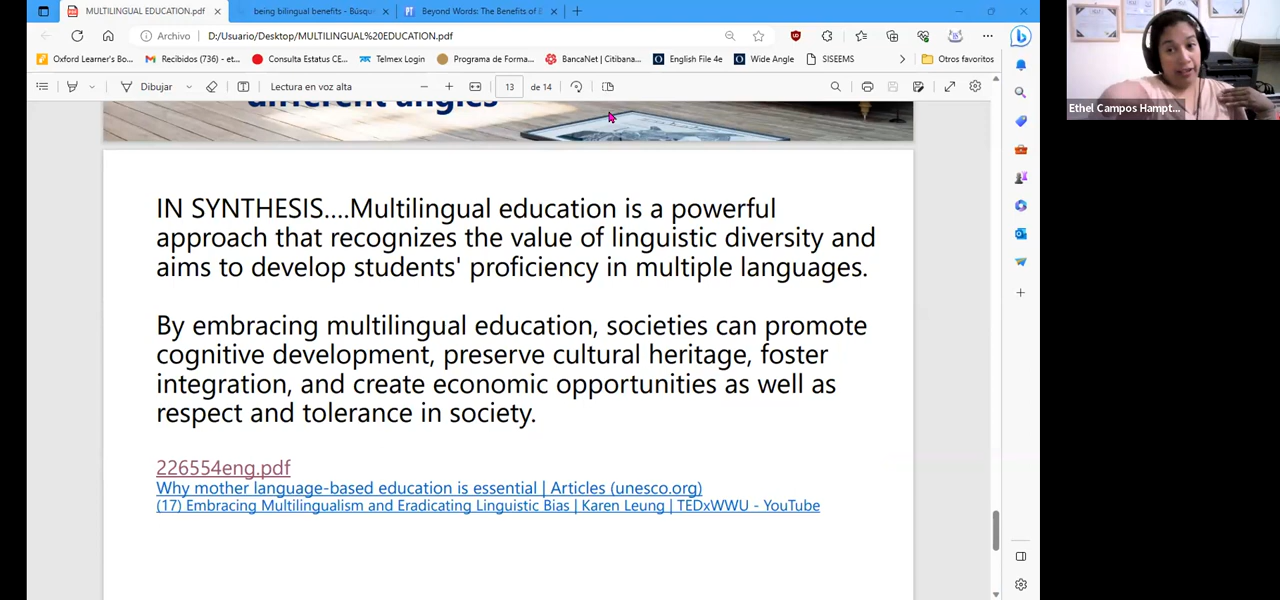 MULTILINGUAL EDUCATION.pdf
being bilingual benefits - Búsqu
Beyond Words: The Benefits of B
Archivo
D:/Usuario/Desktop/MULTILINGUAL%20EDUCATION.pdf
Oxford Learner's Bo...
Recibidos (736) - et...
Consulta Estatus CE...
Telmex Login
Programa de Forma...
BancaNet | Citibana...
English File 4e
Wide Angle
SISEEMS
Otros favoritos
Dibujar
Lectura en voz alta
13
de 14
different angles
IN SYNTHESIS....Multilingual education is a powerful
approach that recognizes the value of linguistic diversity and
aims to develop students' proficiency in multiple languages.
By embracing multilingual education, societies can promote
cognitive development, preserve cultural heritage, foster
integration, and create economic opportunities as well as
respect and tolerance in society.
226554eng.pdf
Why mother language-based education is essential | Articles (unesco.org)
(17) Embracing Multilingualism and Eradicating Linguistic Bias | Karen Leung | TEDxWWU - YouTube
Ethel Campos Hampt...